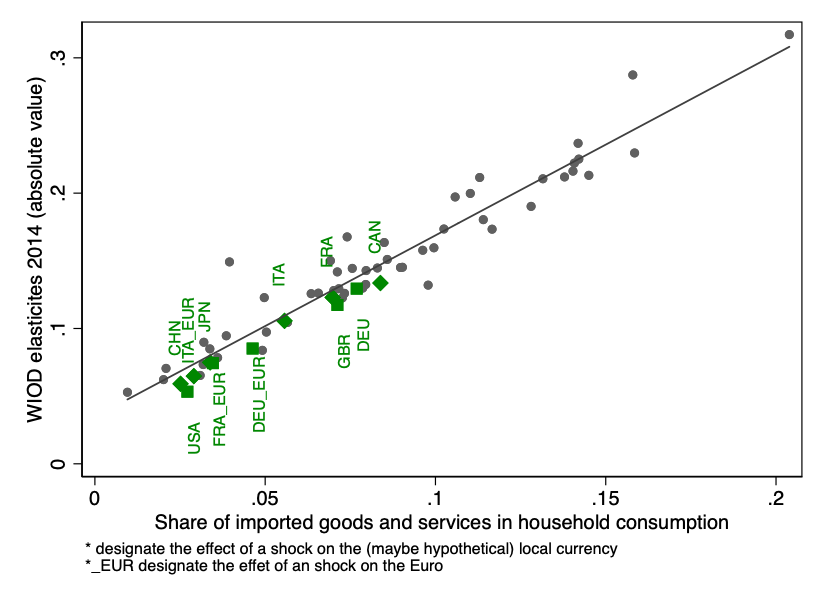 .3
.2
.1
0
WIOD elasticites 2014 (absolute value)
CHN
ITA_EUR
JPN
ITA
FRA
CAN
USA
FRA_EUR
DEU_EUR
GBR
DEU
0 .05 .1 .15 .2
Share of imported goods and services in household consumption
* designate the effect of a shock on the (maybe hypothetical) local currency
*_EUR designate the effet of an shock on the Euro